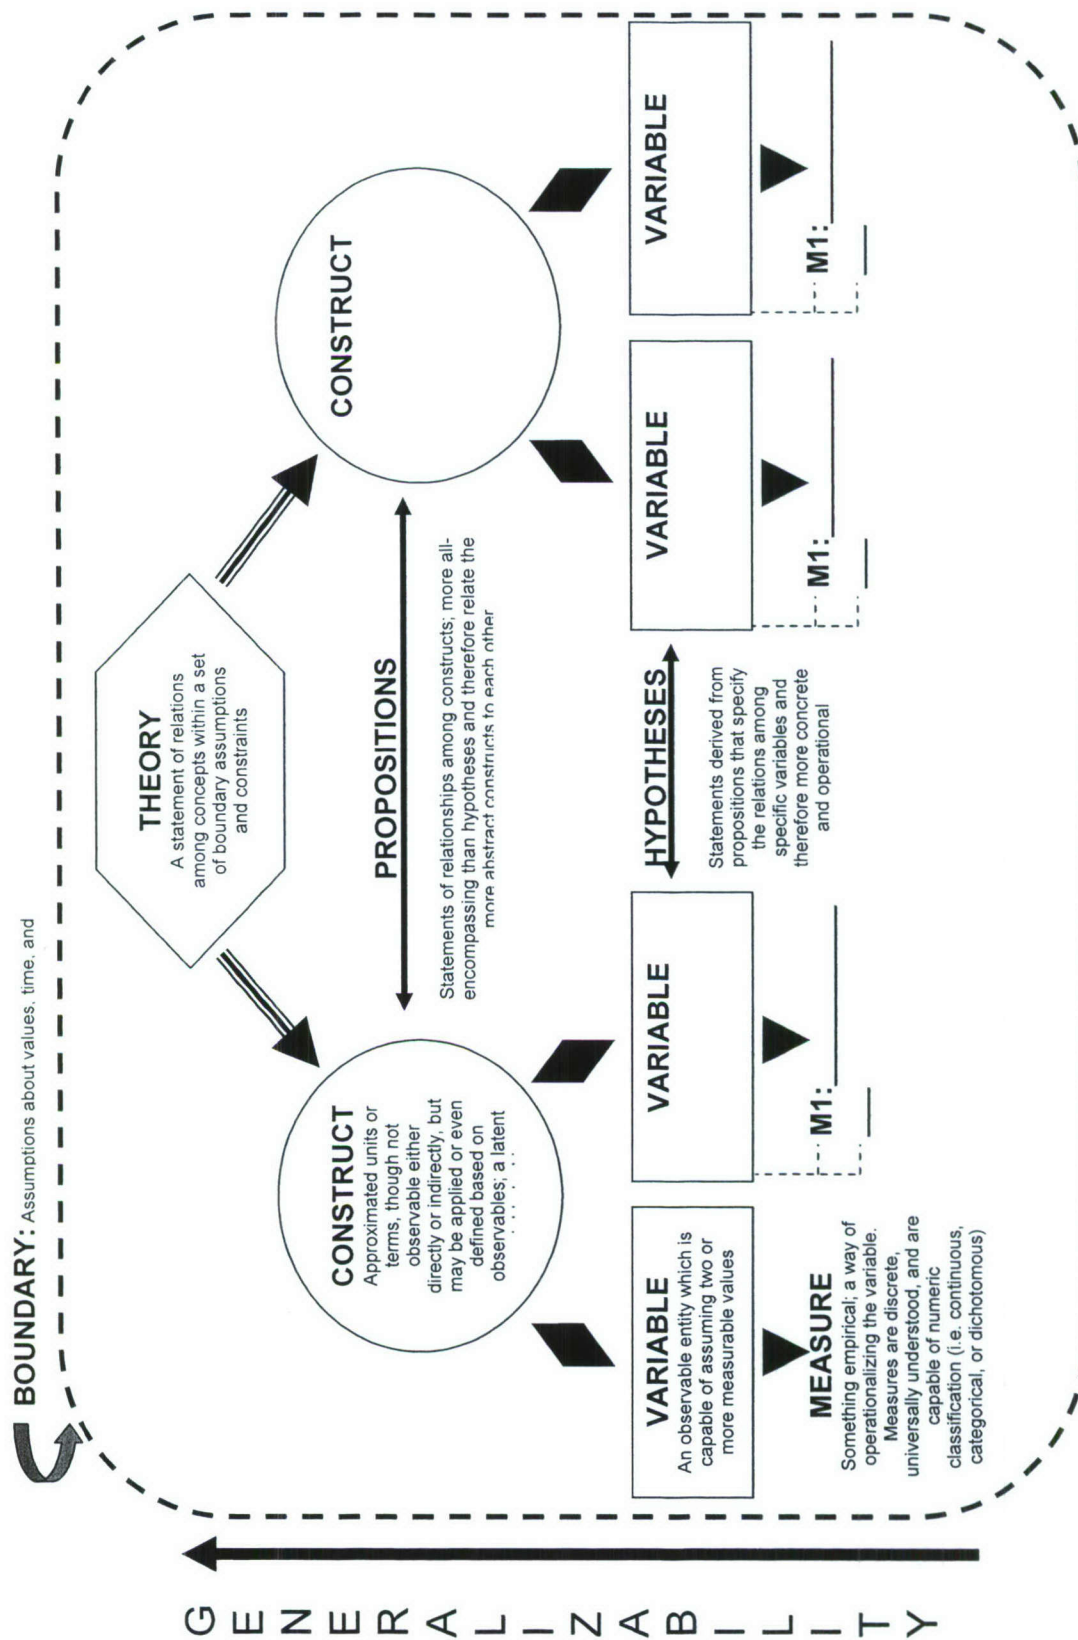 BOUNDARY: Assumptions about values, time, and
GENERALIZABILITY
THEORY
A statement of relations
among concepts within a set
of boundary assumptions
and constraints
CONSTRUCT
Approximated units or
terms, though not
observable either
directly or indirectly, but
may be applied or even
defined based on
observables; a latent
PROPOSITIONS
Statements of relationships among constructs; more all-
encompassing than hypotheses and therefore relate the
more abstract constructs to each other
CONSTRUCT
VARIABLE
An observable entity which is
capable of assuming two or
more measurable values
VARIABLE
HYPOTHESES
Statements derived from
propositions that specify
the relations among
specific variables and
therefore more concrete
and operational
VARIABLE
VARIABLE
MEASURE
Something empirical; a way of
operationalizing the variable.
Measures are discrete,
universally understood, and are
capable of numeric
classification (i.e. continuous,
categorical, or dichotomous)
M1:
M1:
M1: